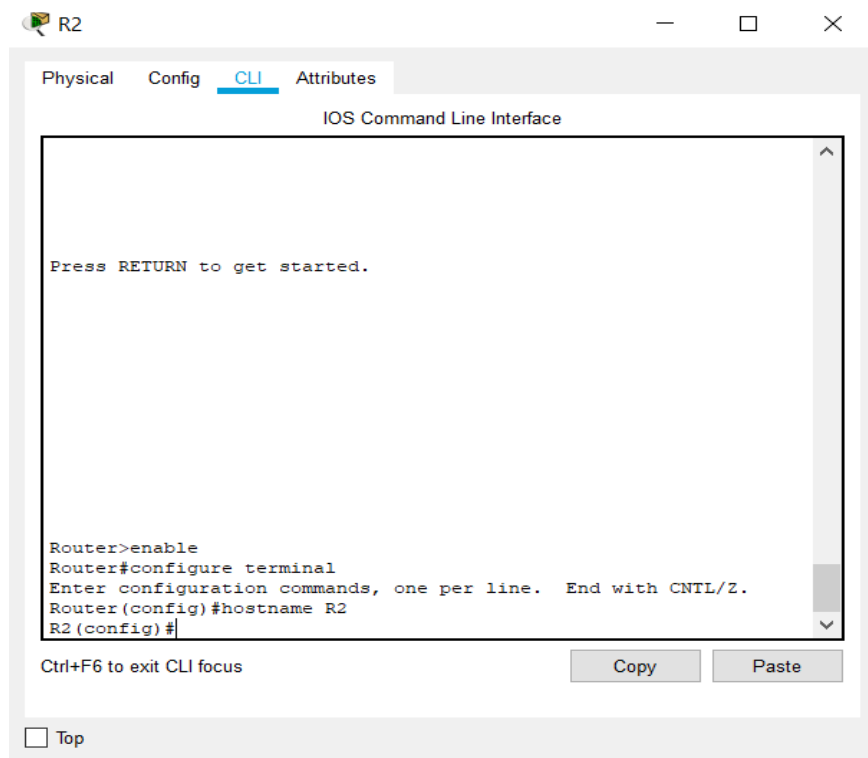 R2
Physical Config CLI Attributes
IOS Command Line Interface
Press RETURN to get started.
Router>enable
Router#configure terminal
Enter configuration commands, one per line.  End with CNTL/Z.
Router(config)#hostname R2
R2(config)#
Ctrl+F6 to exit CLI focus
Copy Paste
Top